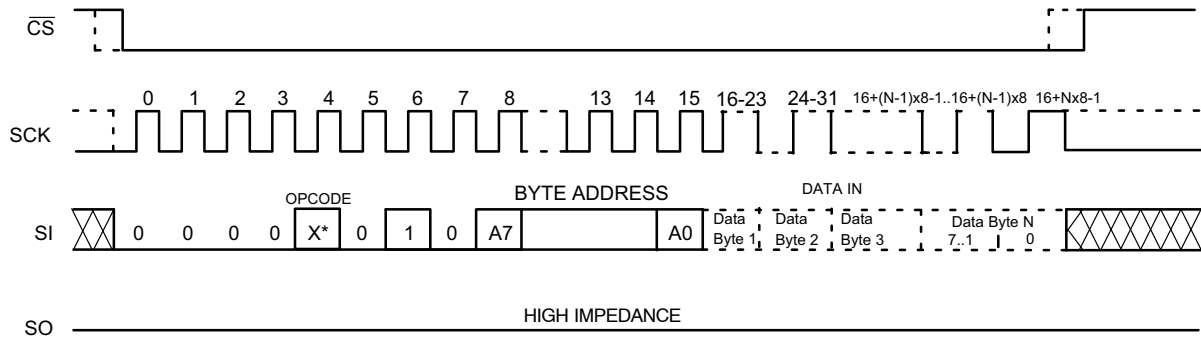 CS
0 1 2 3 4 5 6 7 8 13 14 15 16-23 24-31 16+(N-1)x8-1..16+(N-1)x8 16+Nx8-1
SCK
OPCODE BYTE ADDRESS DATA IN
SI 0 0 0 0 X* 0 1 0 A7 A0 Data Byte 1 Data Byte 2 Data Byte 3 Data Byte N 7..1 0
HIGH IMPEDANCE
SO